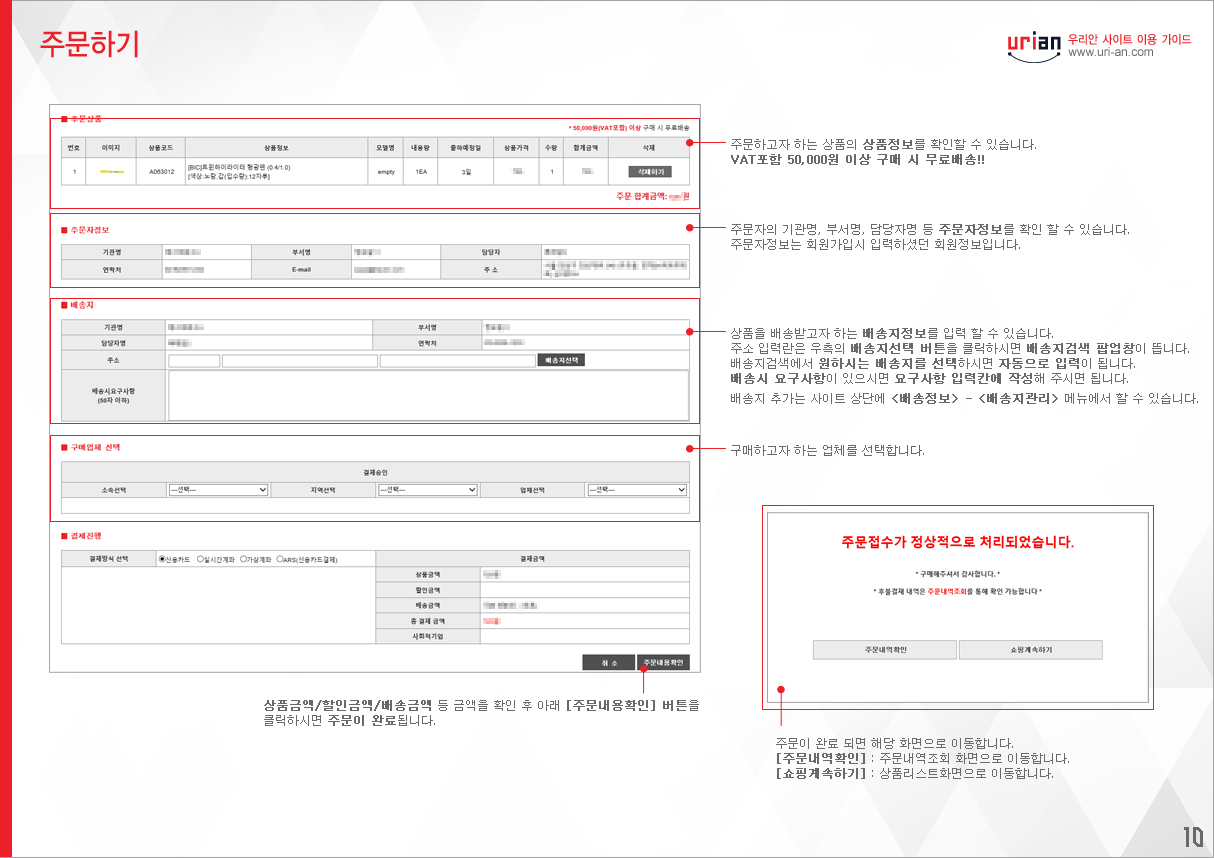 주문하기
urian 우리안 사이트 이용 가이드
www.uri-an.com
■ 주문상품
* 50,000원(VAT포함) 이상 구매 시 무료배송
번호 이미지 상품코드 상품정보 모델명 내용량 출하예정일 상품가격 수량 합계금액 삭제
1 A083012 [BIC]트윈하이라이터 형광펜 (0.4/1.0) empty 1EA 3일 1 삭제하기
[색상:노랑,갑(입수량):12자루]
주문 합계금액: 원
주문하고자 하는 상품의 상품정보를 확인할 수 있습니다.
VAT포함 50,000원 이상 구매 시 무료배송!!
■ 주문자정보
기관명 부서명 담당자
연락처 E-mail 주 소
주문자의 기관명, 부서명, 담당자명 등 주문자정보를 확인 할 수 있습니다.
주문자정보는 회원가입시 입력하셨던 회원정보입니다.
■ 배송지
기관명 부서명
담당자명 연락처
주소 배송지선택
배송시요구사항
(50자 이하)
상품을 배송받고자 하는 배송지정보를 입력 할 수 있습니다.
주소 입력란은 우측의 배송지선택 버튼을 클릭하시면 배송지검색 팝업창이 뜹니다.
배송지검색에서 원하시는 배송지를 선택하시면 자동으로 입력이 됩니다.
배송시 요구사항이 있으시면 요구사항 입력칸에 작성해 주시면 됩니다.
배송지 추가는 사이트 상단에 <배송정보> - <배송지관리> 메뉴에서 할 수 있습니다.
■ 구매업체 선택
결제승인
소속선택 ---선택--- 지역선택 ---선택--- 업체선택 ---선택---
구매하고자 하는 업체를 선택합니다.
■ 결제진행
결제방식 선택 신용카드 실시간계좌 가상계좌 ARS(신용카드결제) 결제금액
상품금액
할인금액
배송금액
총 결제 금액
사회적기업
취 소 주문내용확인
상품금액/할인금액/배송금액 등 금액을 확인 후 아래 [주문내용확인] 버튼을
클릭하시면 주문이 완료됩니다.
주문접수가 정상적으로 처리되었습니다.
* 구매해주셔서 감사합니다. *
* 후불결제 내역은 주문내역조회를 통해 확인 가능합니다 *
주문내역확인 쇼핑계속하기
주문이 완료 되면 해당 화면으로 이동합니다.
[주문내역확인] : 주문내역조회 화면으로 이동합니다.
[쇼핑계속하기] : 상품리스트화면으로 이동합니다.
10